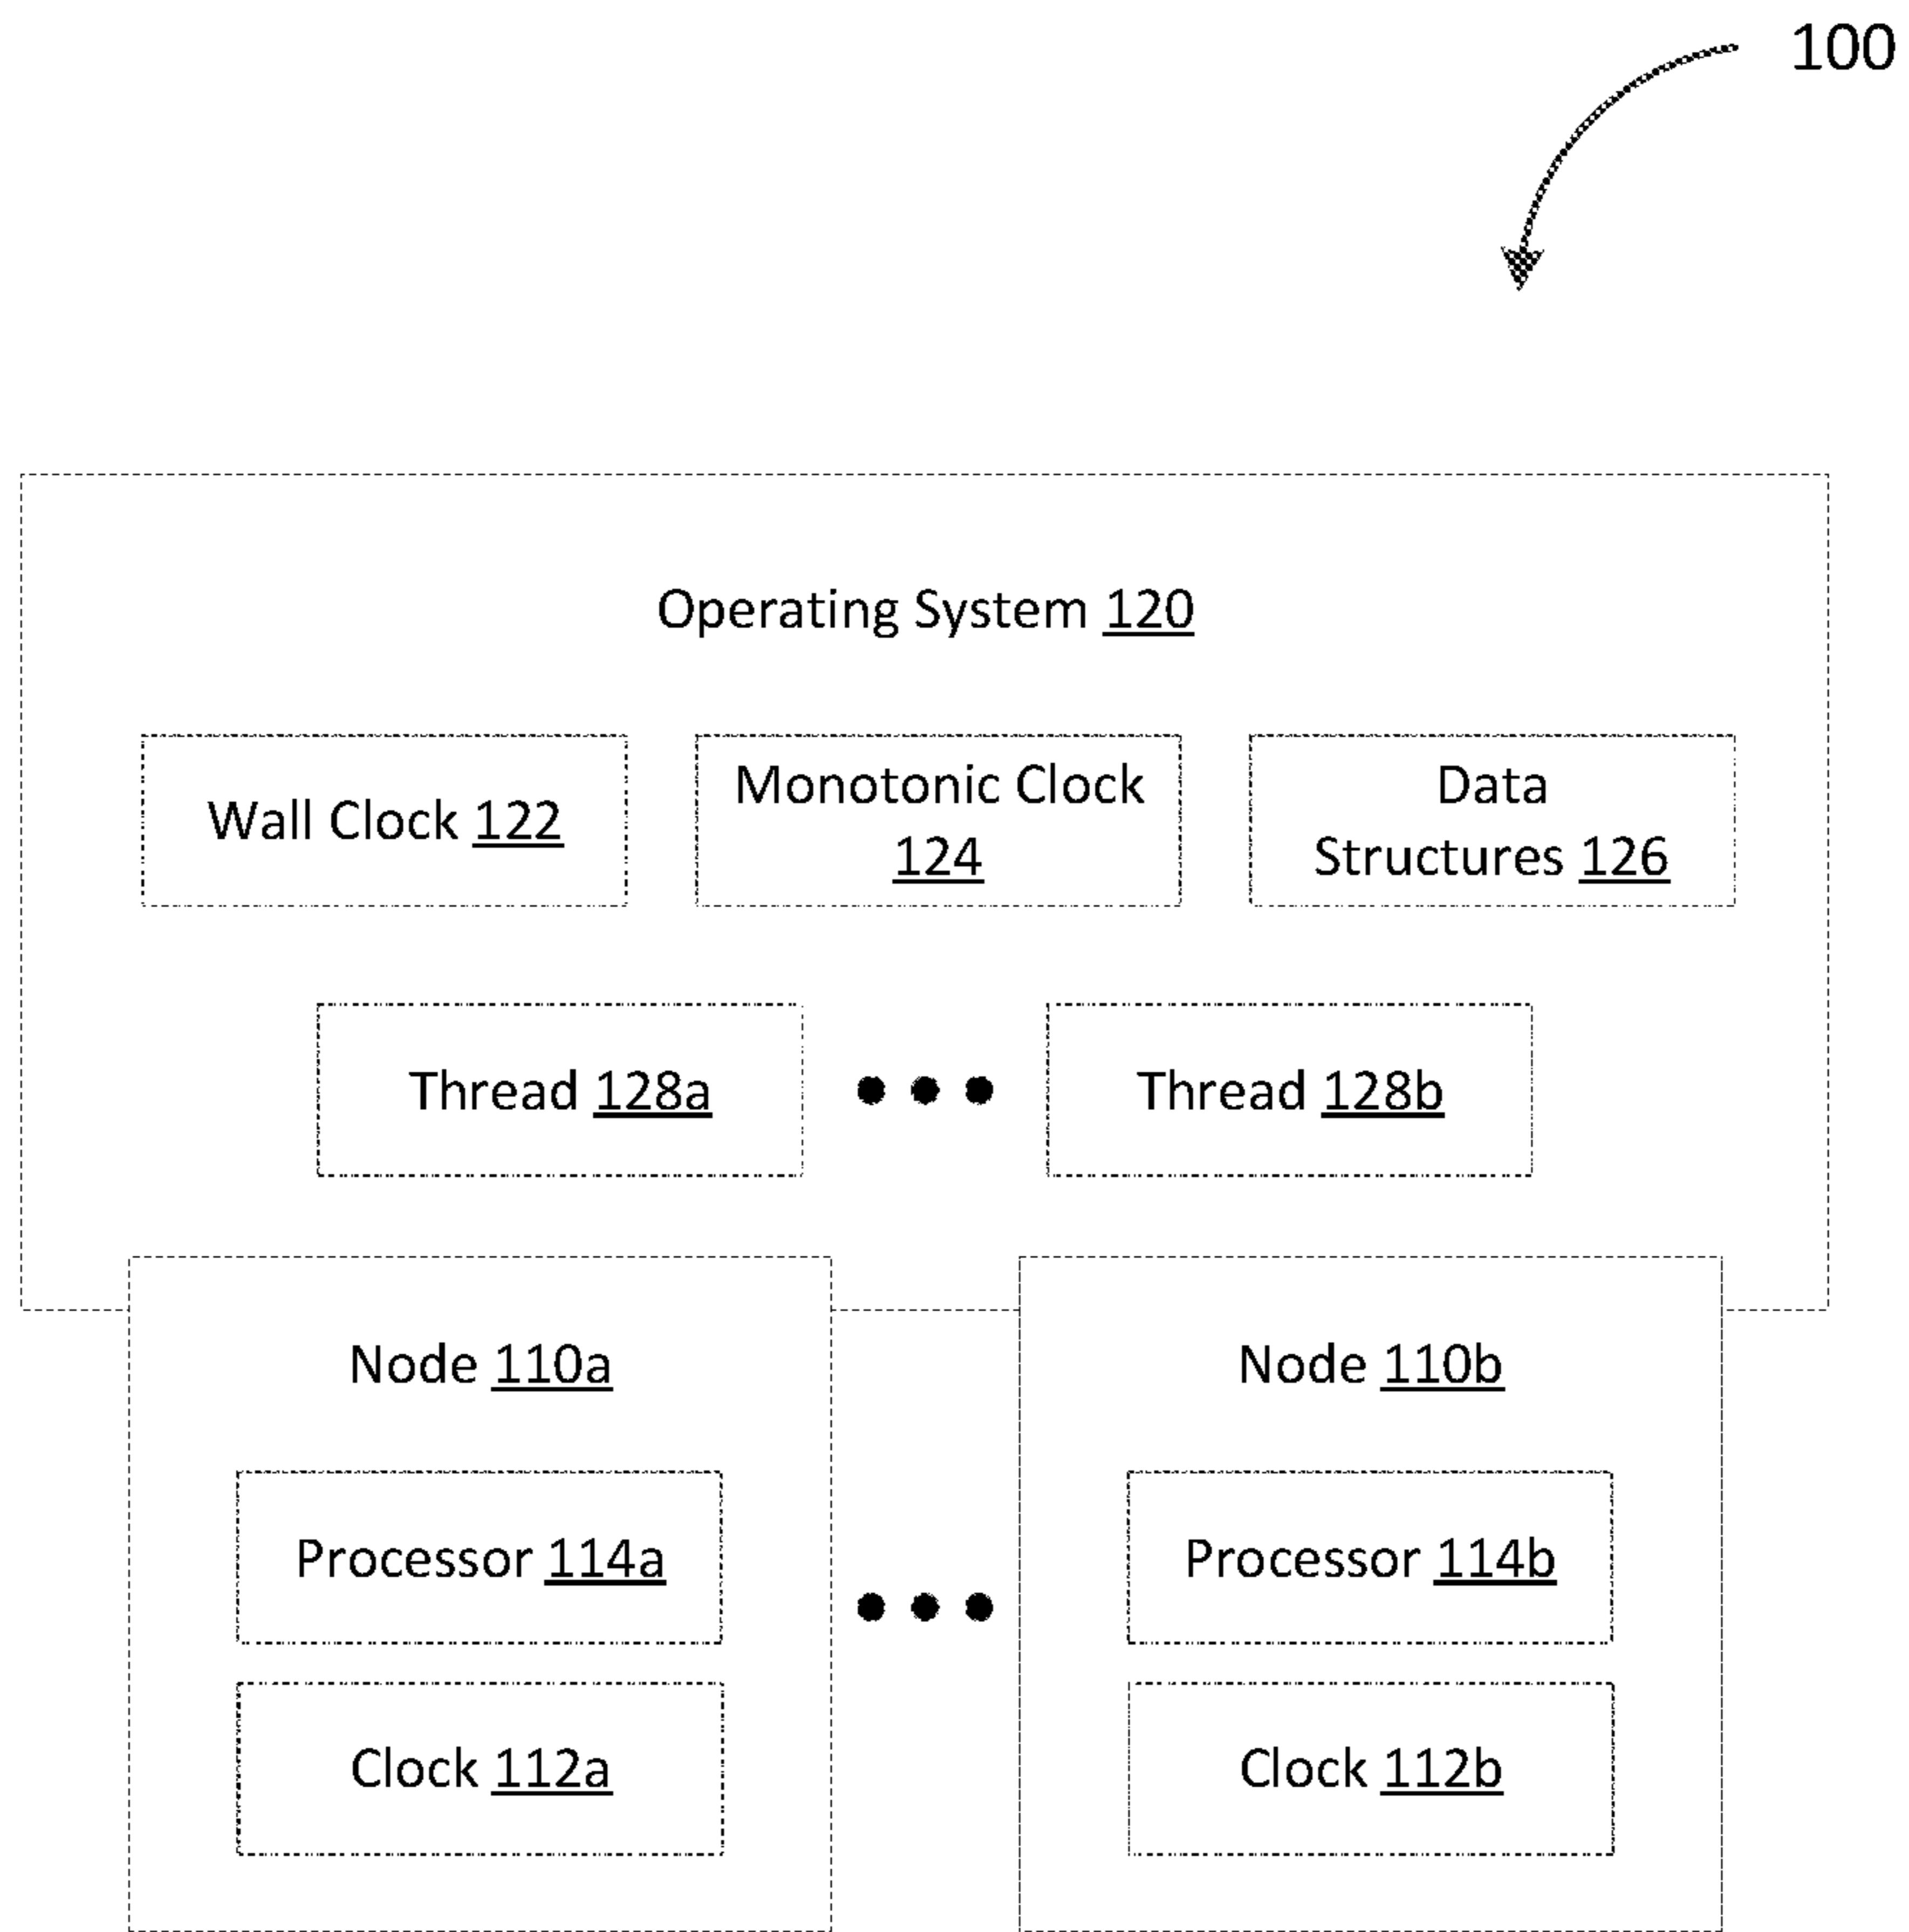 100
Operating System 120
Wall Clock 122
Monotonic Clock
124
Data
Structures 126
Thread 128a
Thread 128b
Node 110a
Node 110b
Processor 114a
Processor 114b
Clock 112a
Clock 112b